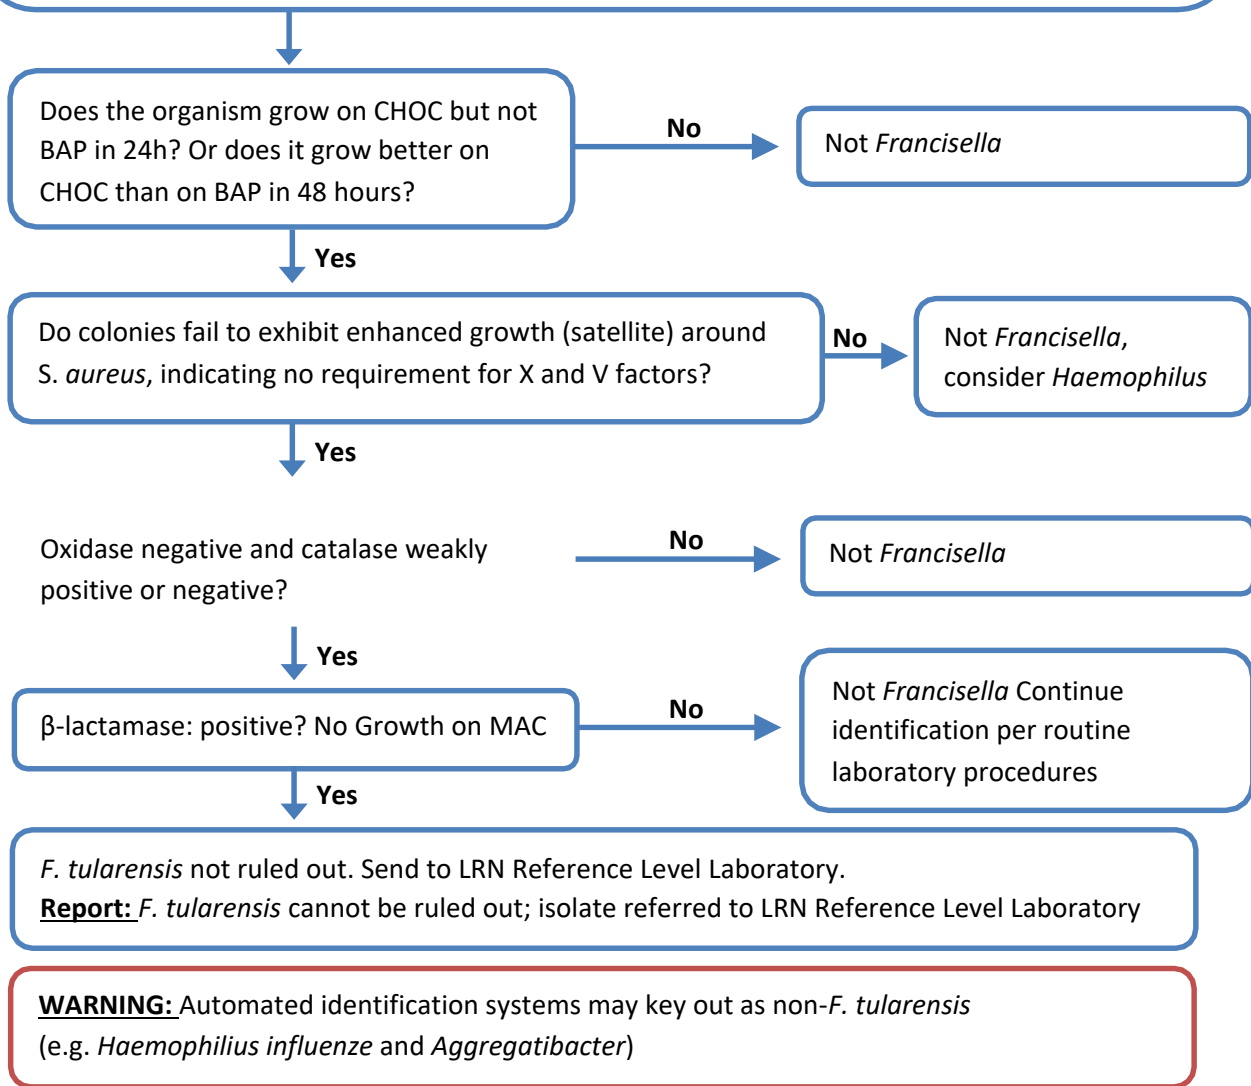 Does the organism grow on CHOC but not
BAP in 24h? Or does it grow better on
CHOC than on BAP in 48 hours?
No
Not Francisella
Yes
Do colonies fail to exhibit enhanced growth (satellite) around
S. aureus, indicating no requirement for X and V factors?
No
Not Francisella,
consider Haemophilus
Yes
Oxidase negative and catalase weakly
positive or negative?
No
Not Francisella
Yes
β-lactamase: positive? No Growth on MAC
No
Not Francisella Continue
identification per routine
laboratory procedures
Yes
F. tularensis not ruled out. Send to LRN Reference Level Laboratory.
Report: F. tularensis cannot be ruled out; isolate referred to LRN Reference Level Laboratory
WARNING: Automated identification systems may key out as non-F. tularensis
(e.g. Haemophilius influenze and Aggregatibacter)